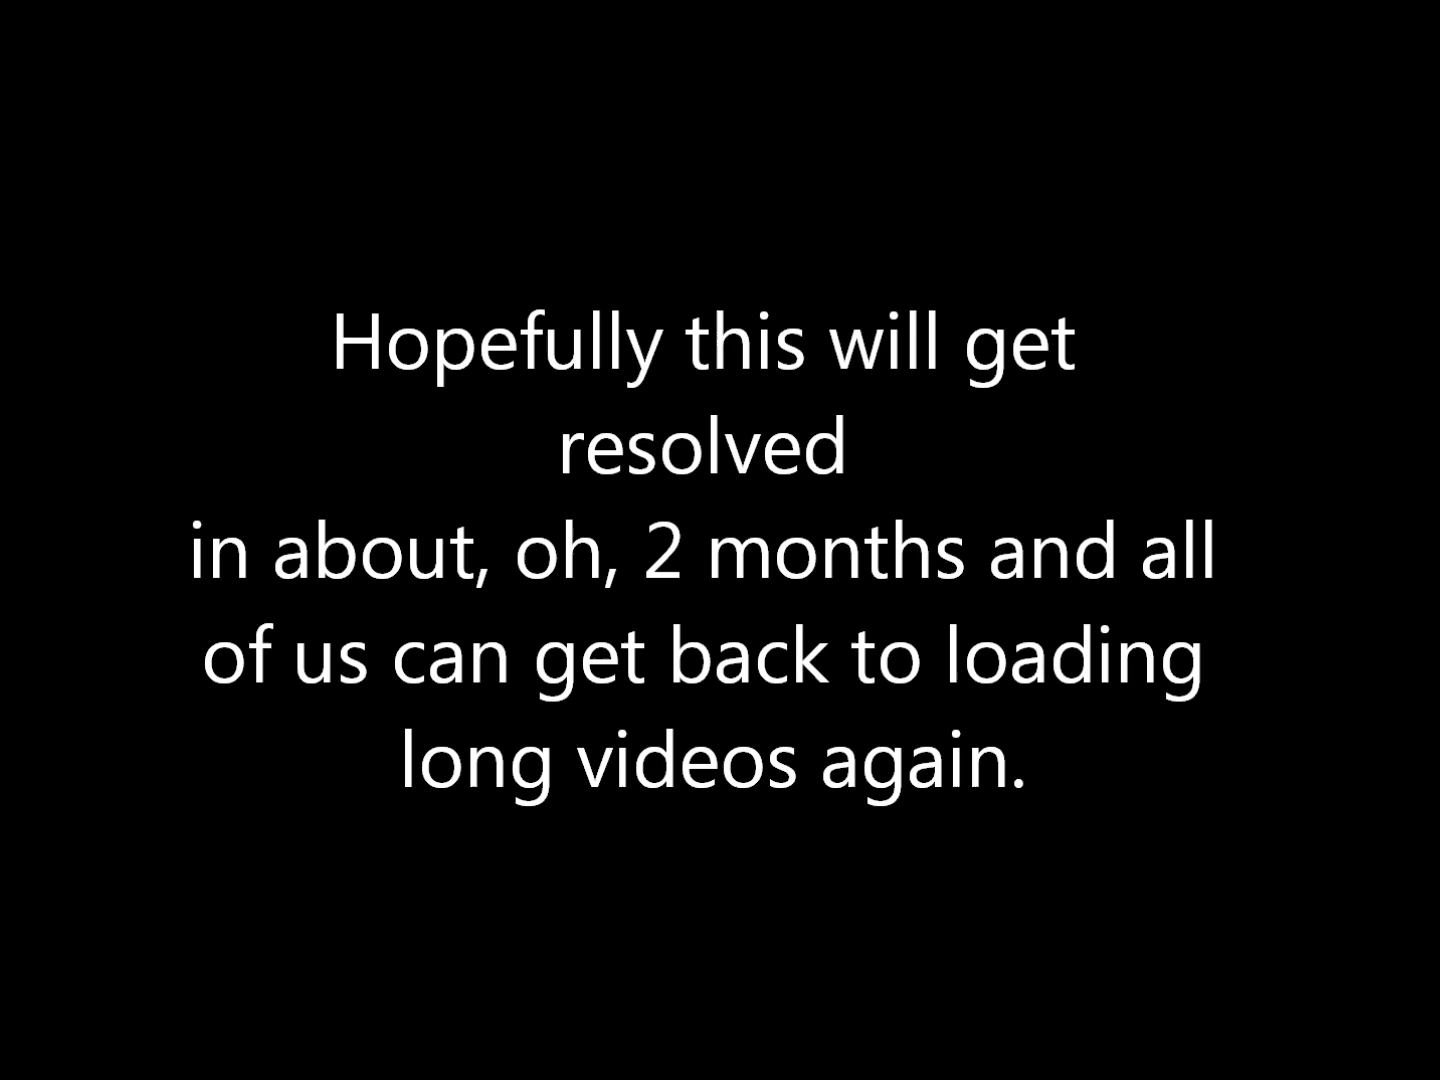 Hopefully this will get
resolved
in about, oh, 2 months and all
of us can get back to loading
long videos again.